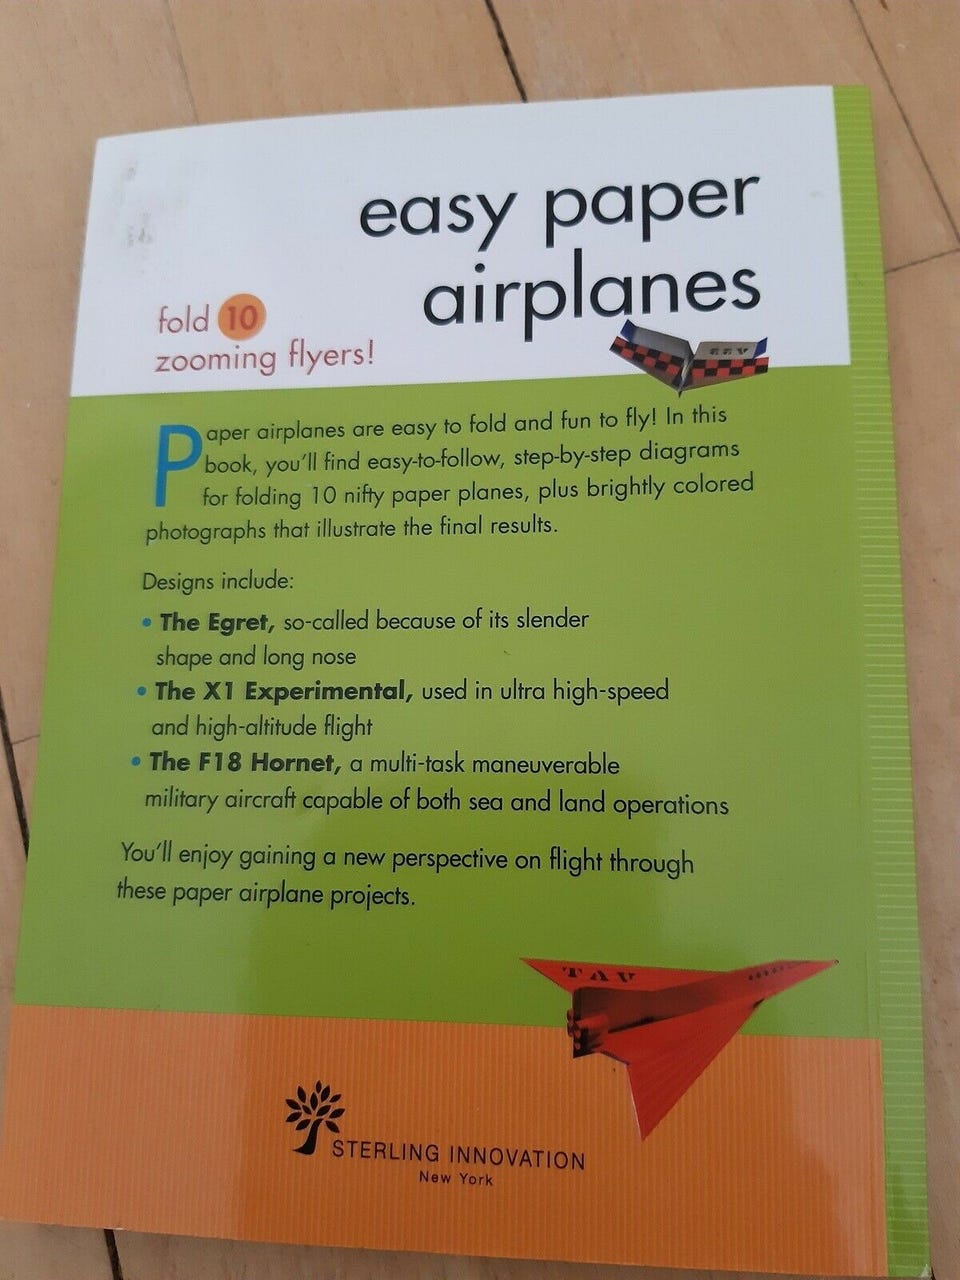 easy paper
airplanes
fold 10
zooming flyers!
Paper airplanes are easy to fold and fun to fly! In this
book, you'll find easy-to-follow, step-by-step diagrams
for folding 10 nifty paper planes, plus brightly colored
photographs that illustrate the final results.
Designs include:
• The Egret, so-called because of its slender
shape and long nose
• The X1 Experimental, used in ultra high-speed
and high-altitude flight
• The F18 Hornet, a multi-task maneuverable
military aircraft capable of both sea and land operations
You'll enjoy gaining a new perspective on flight through
these paper airplane projects.
TAV
STERLING INNOVATION
New York